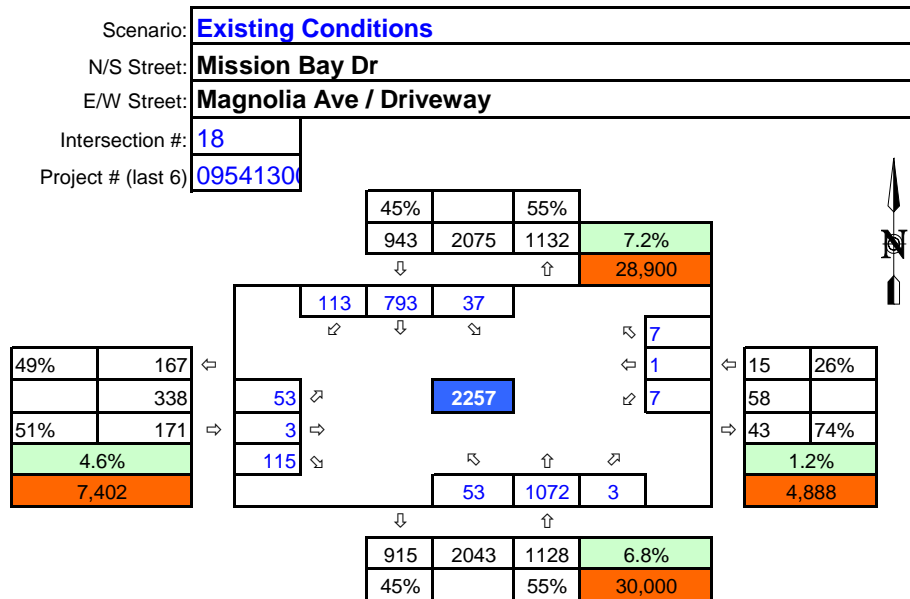 Scenario: Existing Conditions
N/S Street: Mission Bay Dr
E/W Street: Magnolia Ave / Driveway
Intersection #: 18
Project # (last 6) 09541300
N
45% 55%
943 2075 1132 7.2%
⇩ ⇧ 28,900
113 793 37
⬃ ⇩ ⬂
⬁ 7
49% 167 ⇦ ⇦ 1 ⇦ 15 26%
338 53 ⬀ 2257 ⬃ 7 58
51% 171 ⇨ 3 ⇨ ⇨ 43 74%
4.6% 115 ⬂ ⬁ ⇧ ⬀ 1.2%
7,402 53 1072 3 4,888
⇩ ⇧
915 2043 1128 6.8%
45% 55% 30,000